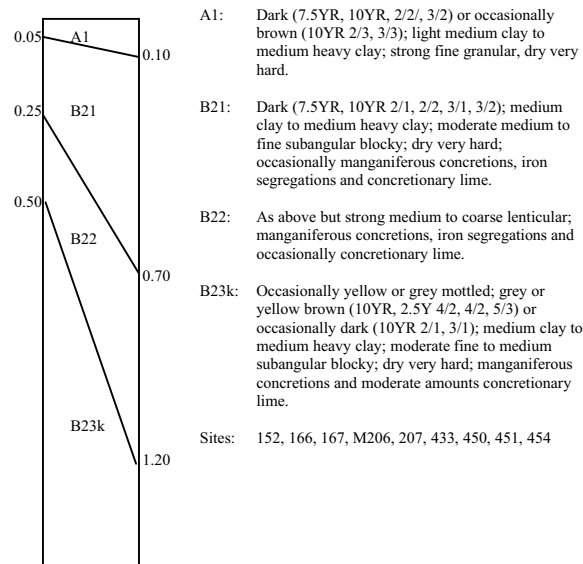 0.05
A1
0.10
0.25
B21
0.50
B22
0.70
B23k
1.20
A1: Dark (7.5YR, 10YR, 2/2/, 3/2) or occasionally
brown (10YR 2/3, 3/3); light medium clay to
medium heavy clay; strong fine granular, dry very
hard.
B21: Dark (7.5YR, 10YR 2/1, 2/2, 3/1, 3/2); medium
clay to medium heavy clay; moderate medium to
fine subangular blocky; dry very hard;
occasionally manganiferous concretions, iron
segregations and concretionary lime.
B22: As above but strong medium to coarse lenticular;
manganiferous concretions, iron segregations and
occasionally concretionary lime.
B23k: Occasionally yellow or grey mottled; grey or
yellow brown (10YR, 2.5Y 4/2, 4/2, 5/3) or
occasionally dark (10YR 2/1, 3/1); medium clay to
medium heavy clay; moderate fine to medium
subangular blocky; dry very hard; manganiferous
concretions and moderate amounts concretionary
lime.
Sites: 152, 166, 167, M206, 207, 433, 450, 451, 454